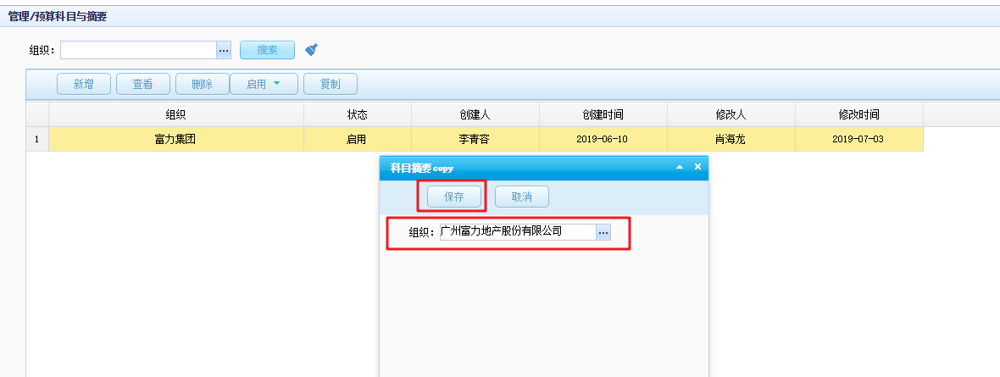 管理/预算科目与摘要
组织： ... 搜索
新增 查看 删除 启用 复制
组织 状态 创建人 创建时间 修改人 修改时间
1 富力集团 启用 李青容 2019-06-10 肖海龙 2019-07-03
科目摘要copy
保存 取消
组织：广州富力地产股份有限公司 ...